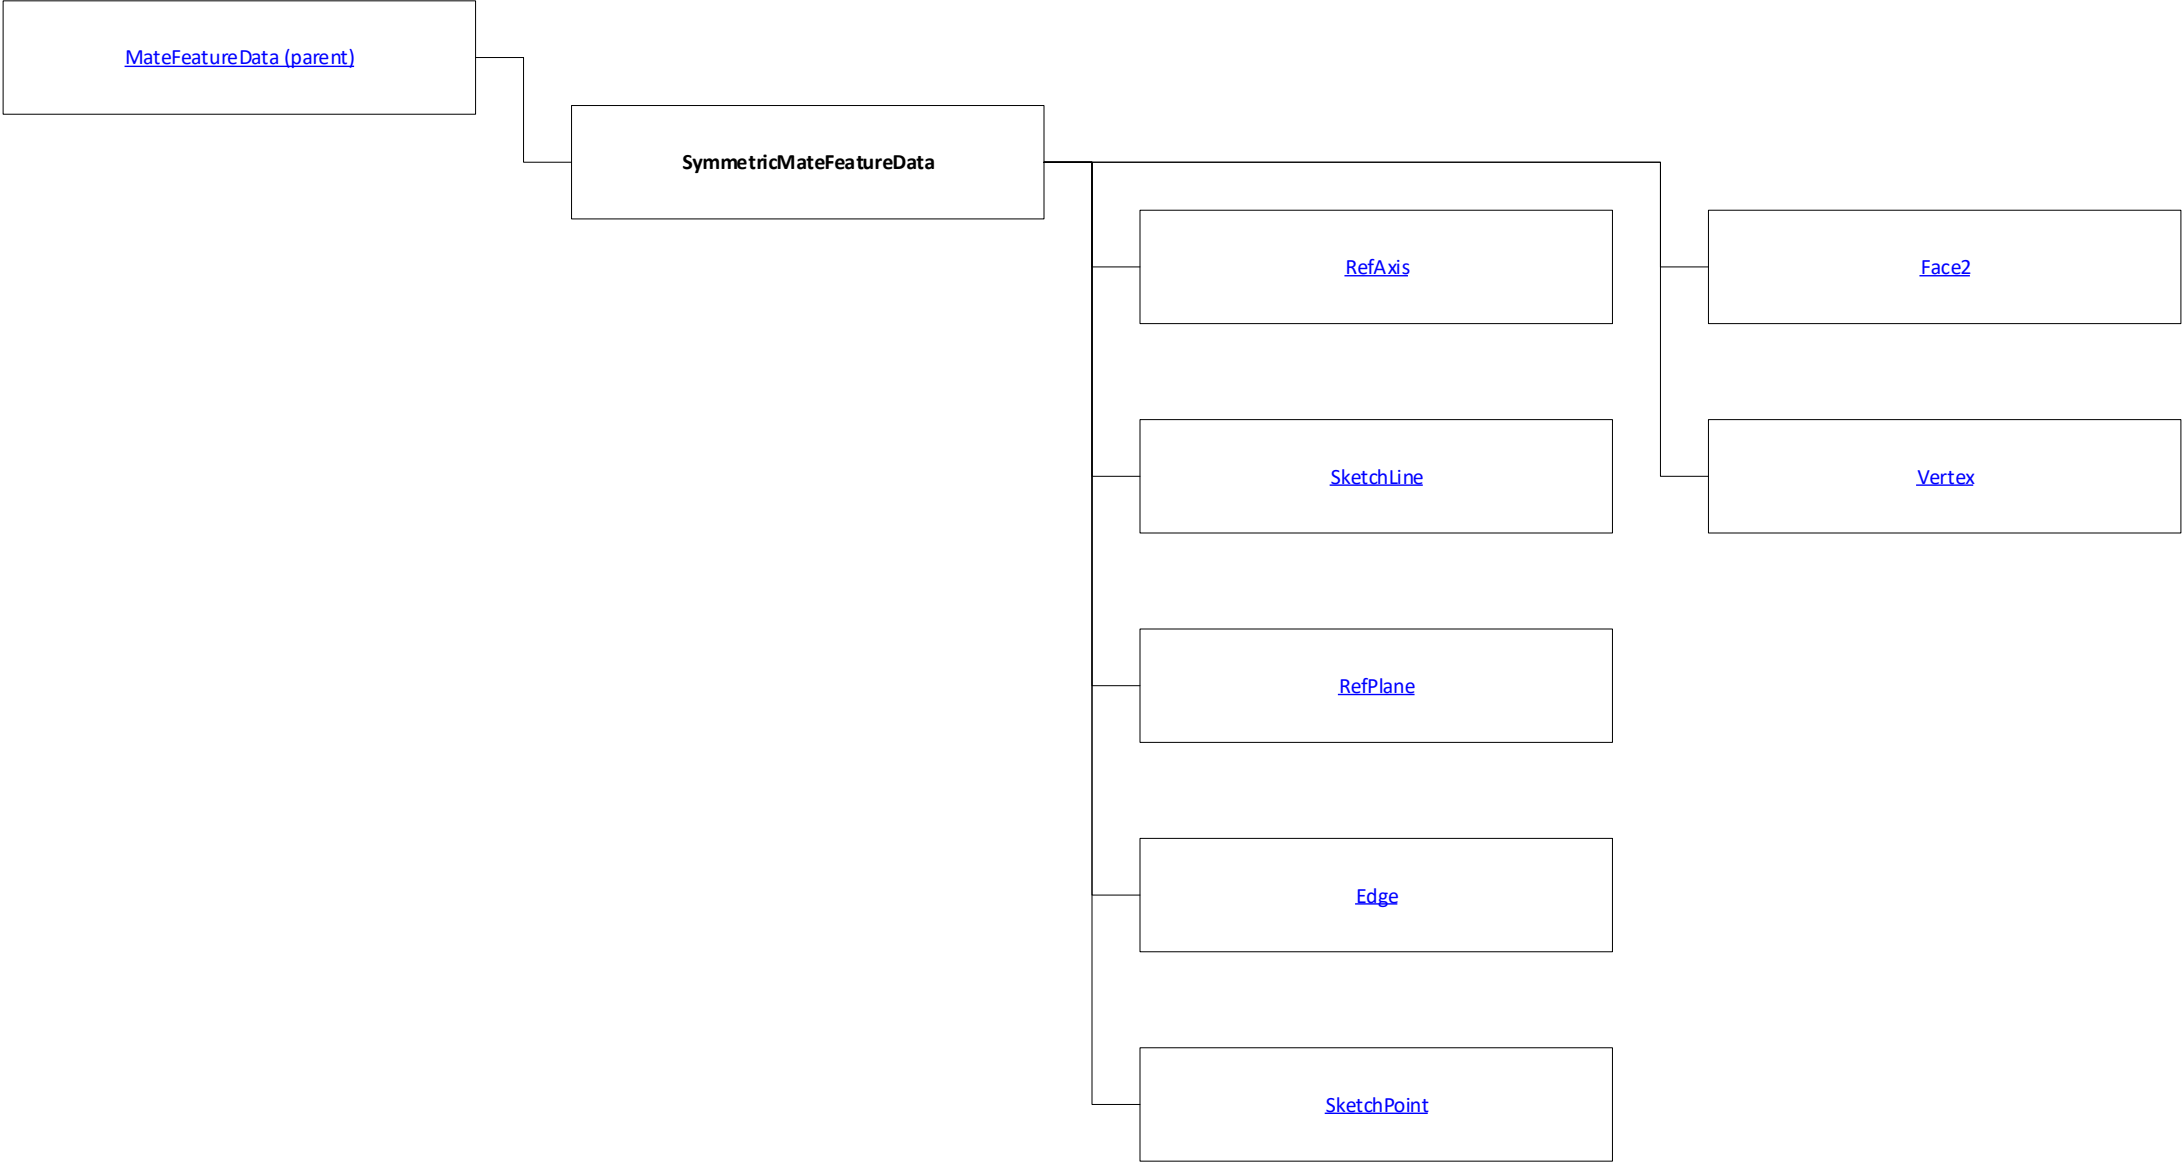 MateFeatureData (parent)
SymmetricMateFeatureData
RefAxis
Face2
SketchLine
Vertex
RefPlane
Edge
SketchPoint